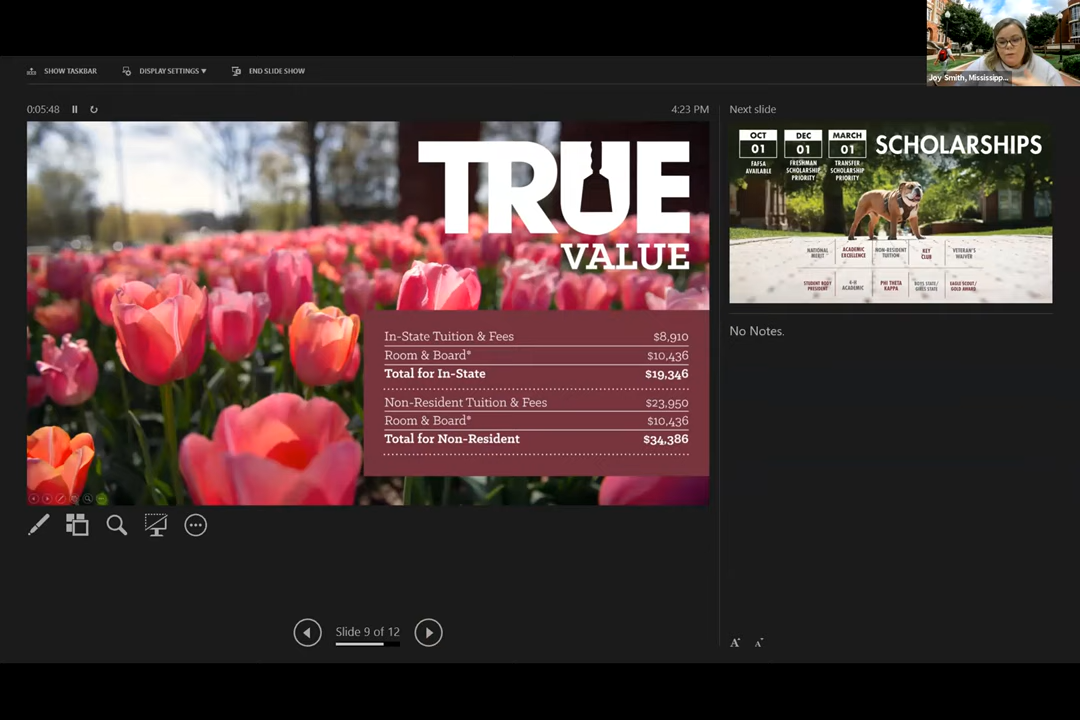 Joy Smith, Mississipp...
SHOW TASKBAR
DISPLAY SETTINGS ▼
END SLIDE SHOW
0:05:48
4:23 PM
Next slide
TRUE
VALUE
In-State Tuition & Fees $8,910
Room & Board* $10,436
Total for In-State $19,346
Non-Resident Tuition & Fees $23,950
Room & Board* $10,436
Total for Non-Resident $34,386
OCT
01
FAFSA
AVAILABLE
DEC
01
FRESHMAN
SCHOLARSHIP
PRIORITY
MARCH
01
TRANSFER
SCHOLARSHIP
PRIORITY
SCHOLARSHIPS
NATIONAL
MERIT
ACADEMIC
EXCELLENCE
NON-RESIDENT
TUITION
KEY
CLUB
VETERAN'S
WAIVER
STUDENT BODY
PRESIDENT
4-H
ACADEMIC
PHI THETA
KAPPA
BOYS STATE/
GIRLS STATE
EAGLE SCOUT/
GOLD AWARD
No Notes.
Slide 9 of 12
A
A